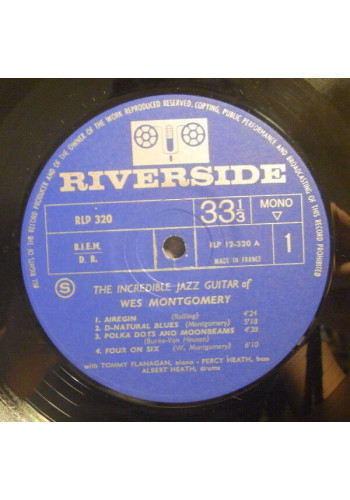 ALL RIGHTS OF THE RECORD PRODUCER AND OF THE OWNER OF THE WORK REPRODUCED RESERVED. COPYING, PUBLIC PERFORMANCE AND BROADCASTING OF THIS RECORD PROHIBITED
RIVERSIDE
RLP 320
33 1/3
MONO
B.I.E.M.
D. R.
RLP 12-320 A
MADE IN FRANCE
1
S
THE INCREDIBLE JAZZ GUITAR of
WES MONTGOMERY
1. AIREGIN (Rolling) 4'24
2. D-NATURAL BLUES (Montgomery) 5'18
3. POLKA DOTS AND MOONBEAMS 4'38
(Burke-Van Heusen)
4. FOUR ON SIX (W. Montgomery) 6'10
with TOMMY FLANAGAN, piano - PERCY HEATH, bass
ALBERT HEATH, drums